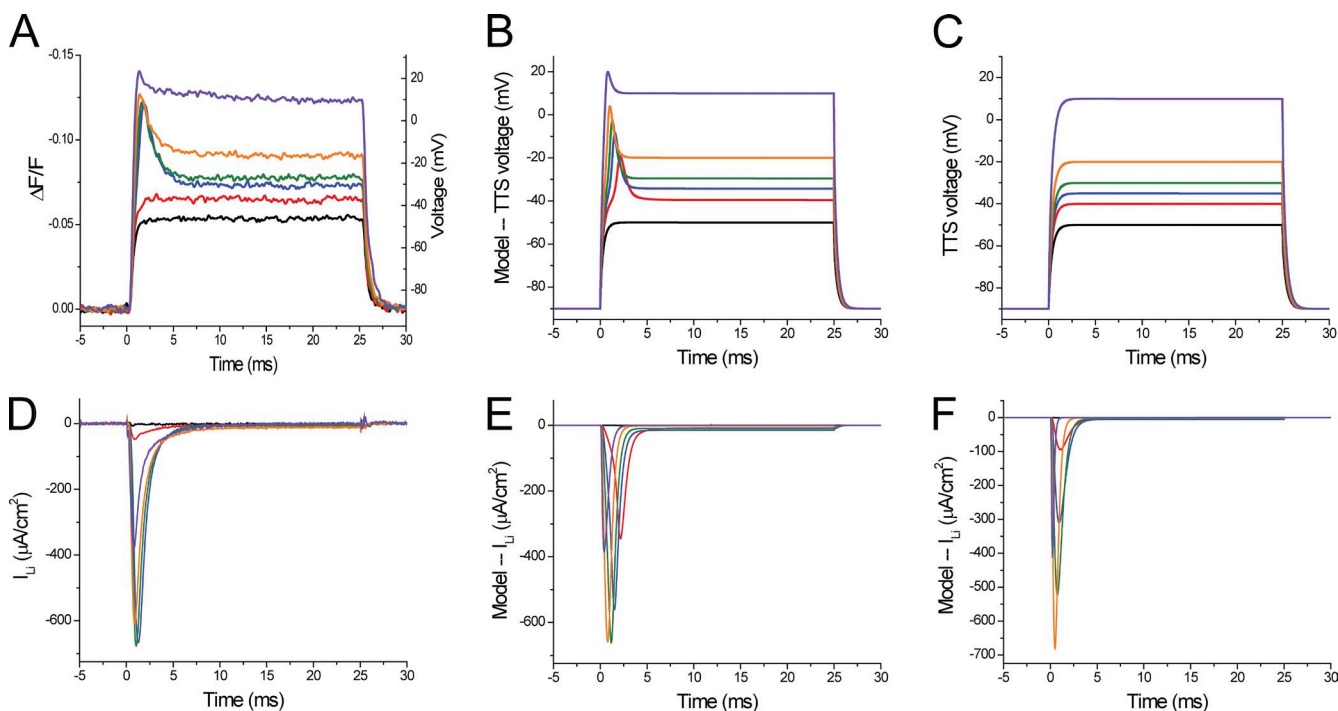 A
-0.15
-0.10
-0.05
0.00
ΔF/F
20
0
-20
-40
-60
-80
Voltage (mV)
-5 0 5 10 15 20 25 30
Time (ms)
B
20
0
-20
-40
-60
-80
Model -- TTS voltage (mV)
-5 0 5 10 15 20 25 30
Time (ms)
C
20
0
-20
-40
-60
-80
TTS voltage (mV)
-5 0 5 10 15 20 25 30
Time (ms)
D
0
-200
-400
-600
I_Li (µA/cm²)
-5 0 5 10 15 20 25 30
Time (ms)
E
0
-200
-400
-600
Model -- I_Li (µA/cm²)
-5 0 5 10 15 20 25 30
Time (ms)
F
0
-100
-200
-300
-400
-500
-600
-700
Model -- I_Li (µA/cm²)
-5 0 5 10 15 20 25 30
Time (ms)